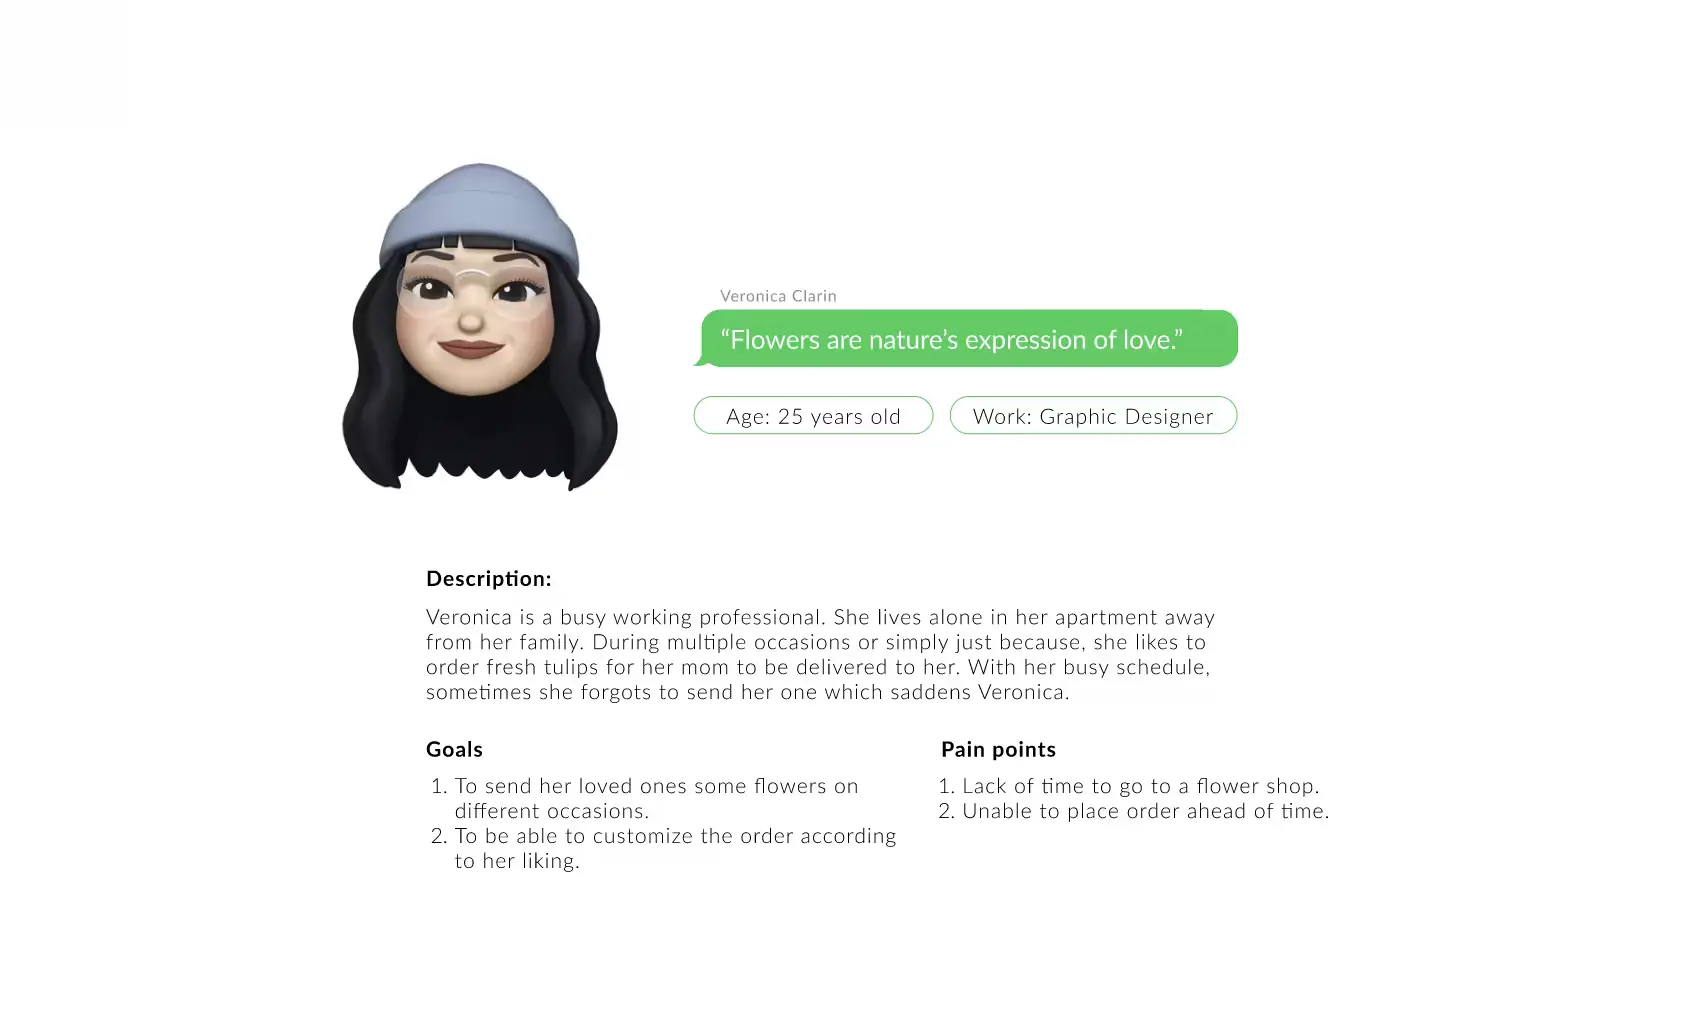 Veronica Clarin
“Flowers are nature’s expression of love.”
Age: 25 years old
Work: Graphic Designer
Description:
Veronica is a busy working professional. She lives alone in her apartment away
from her family. During multiple occasions or simply just because, she likes to
order fresh tulips for her mom to be delivered to her. With her busy schedule,
sometimes she forgots to send her one which saddens Veronica.
Goals
1. To send her loved ones some flowers on
different occasions.
2. To be able to customize the order according
to her liking.
Pain points
1. Lack of time to go to a flower shop.
2. Unable to place order ahead of time.